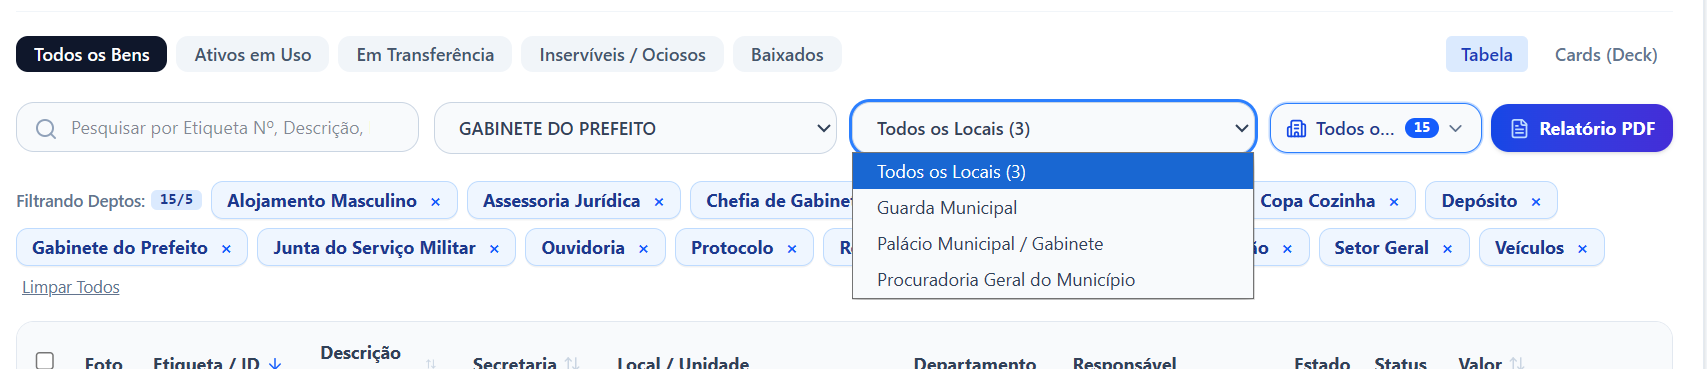 Todos os Bens Ativos em Uso Em Transferência Inservíveis / Ociosos Baixados Tabela Cards (Deck)
Pesquisar por Etiqueta Nº, Descrição, GABINETE DO PREFEITO Todos os Locais (3) Todos o... 15 Relatório PDF
Todos os Locais (3)
Guarda Municipal
Palácio Municipal / Gabinete
Procuradoria Geral do Município
Filtrando Deptos: 15/5 Alojamento Masculino × Assessoria Jurídica × Chefia de Gabinet Copa Cozinha × Depósito ×
Gabinete do Prefeito × Junta do Serviço Militar × Ouvidoria × Protocolo × ão × Setor Geral × Veículos ×
Limpar Todos
Foto Etiqueta / ID ↓ Descrição ↑↓ Secretaria ↑↓ Local / Unidade Departamento Responsável Estado Status Valor ↑↓